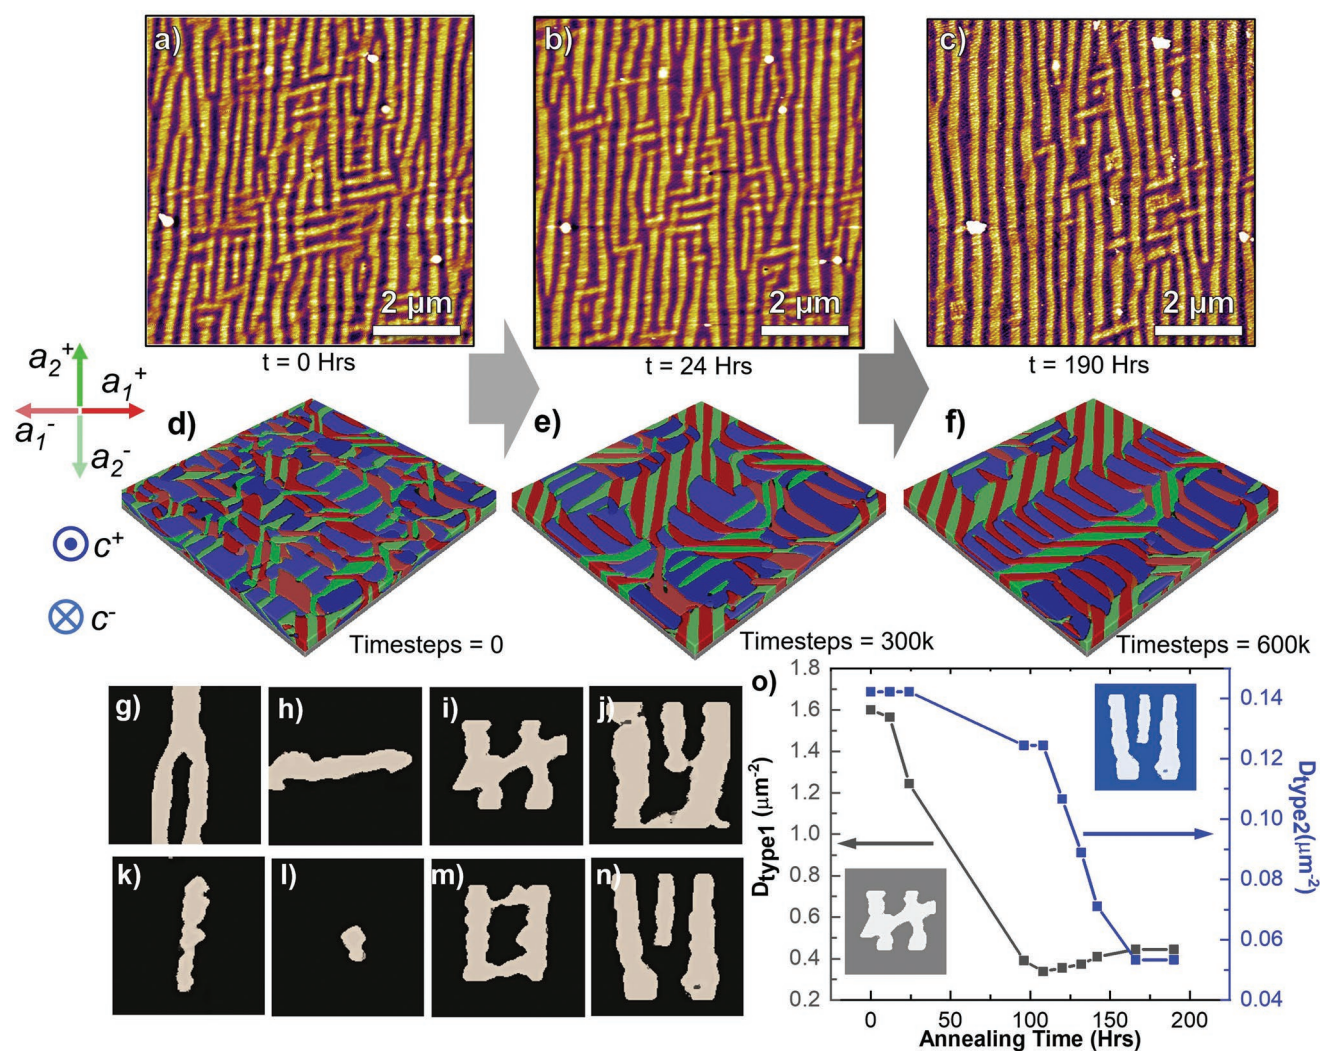 a)
b)
c)
2 μm
2 μm
2 μm
t = 0 Hrs
t = 24 Hrs
t = 190 Hrs
a₂⁺
a₁⁺
a₁⁻
a₂⁻
c⁺
c⁻
d)
e)
f)
Timesteps = 0
Timesteps = 300k
Timesteps = 600k
g)
h)
i)
j)
k)
l)
m)
n)
o)
1.8
1.6
1.4
1.2
1.0
0.8
0.6
0.4
0.2
Dtype1 (μm⁻²)
0.14
0.12
0.10
0.08
0.06
0.04
Dtype2(μm⁻²)
0 50 100 150 200
Annealing Time (Hrs)